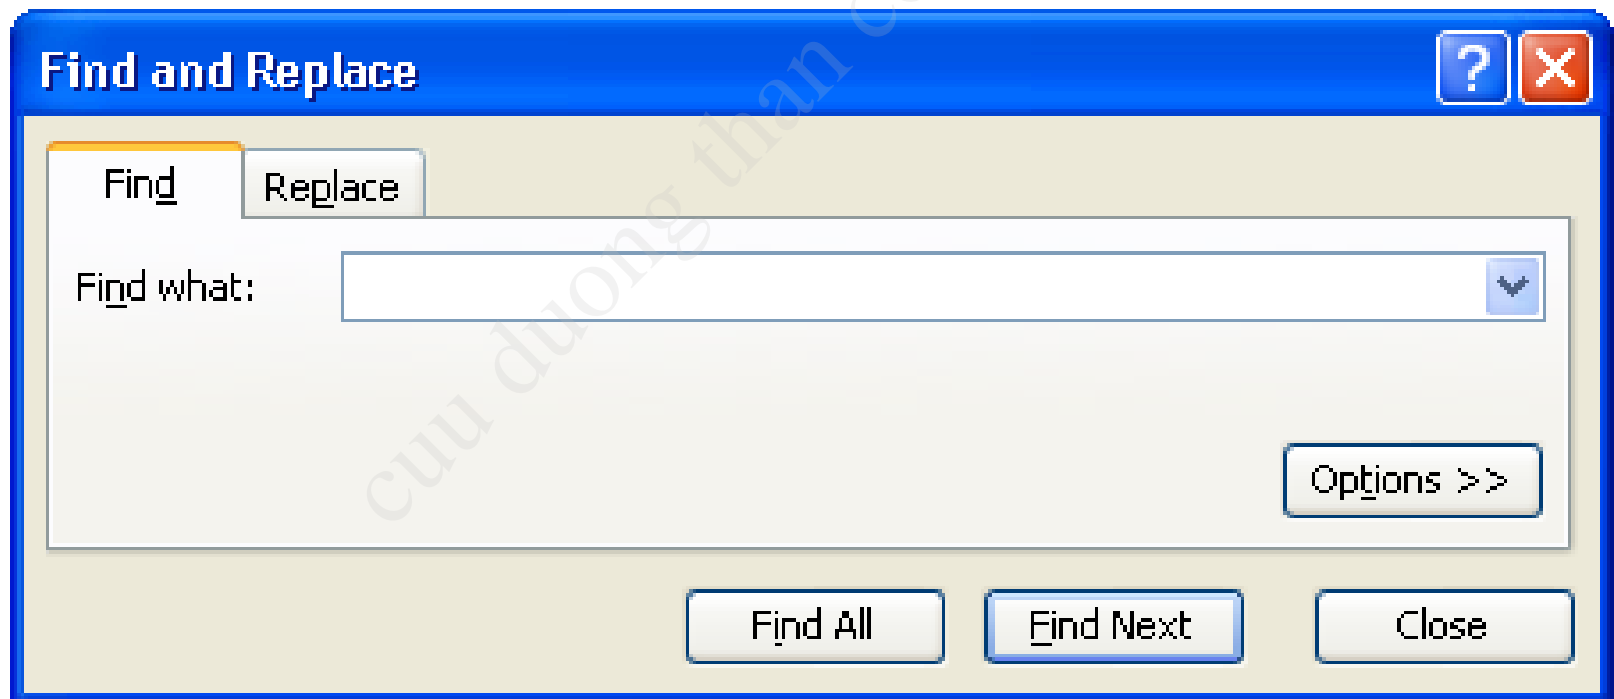 Find and Replace
?
Find
Replace
Find what:
Options >>
Find All
Find Next
Close
cuu duong than c